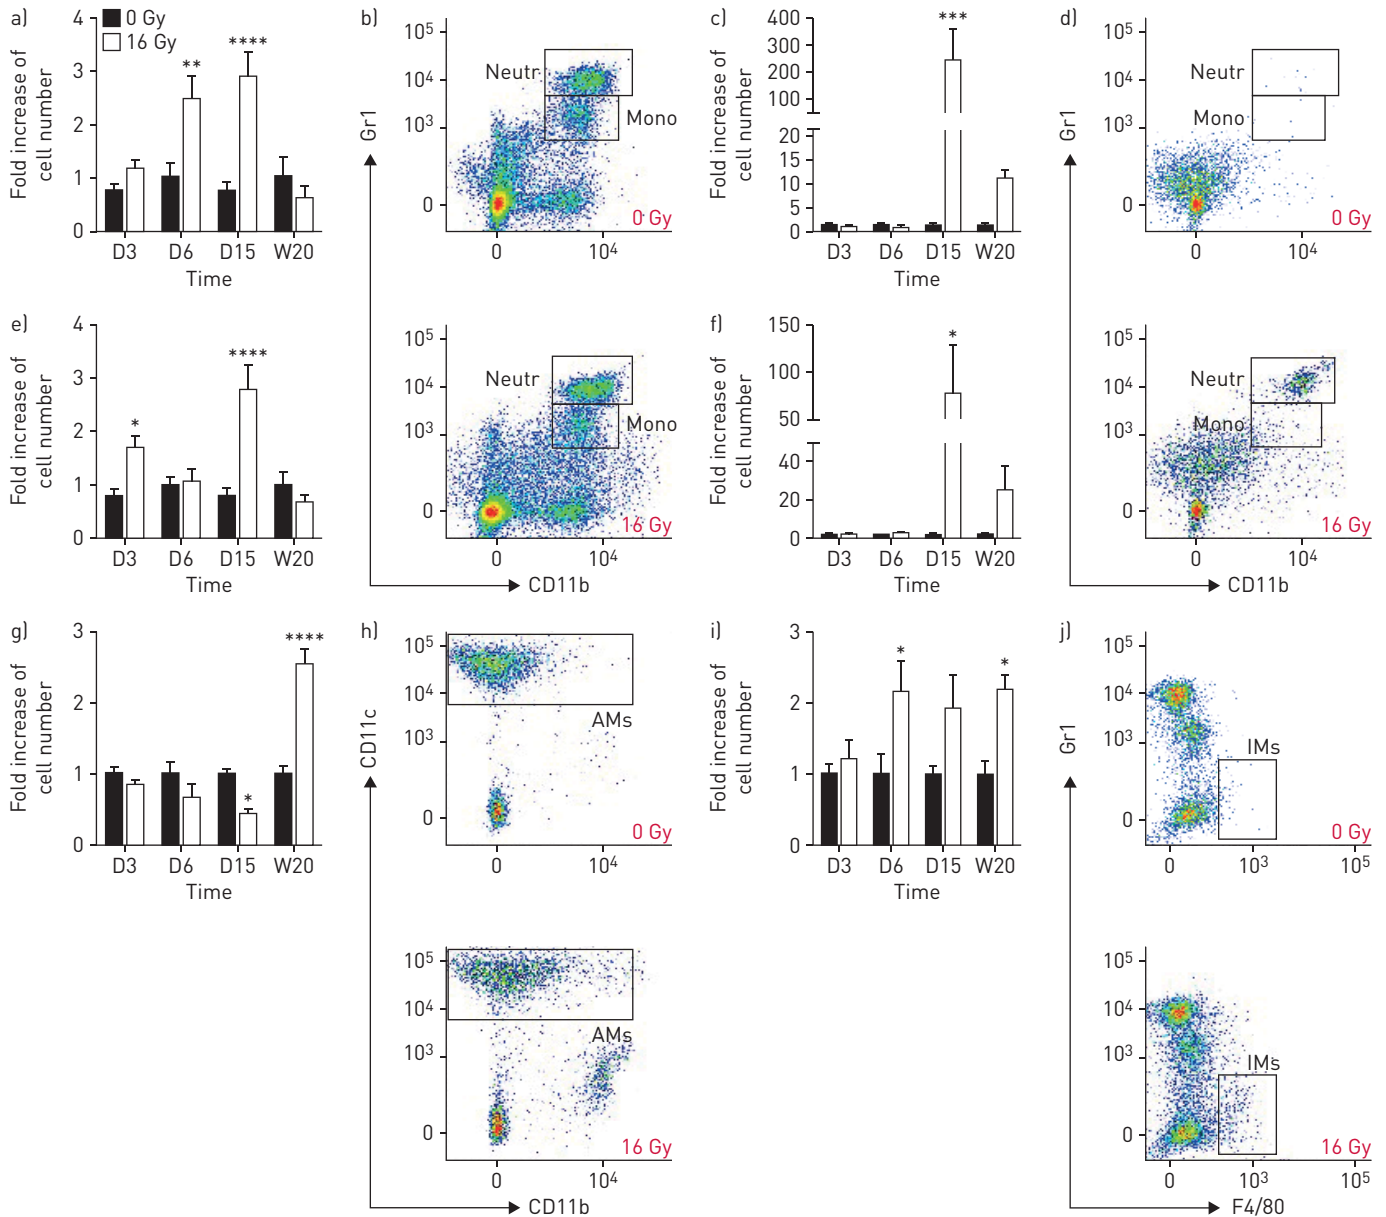 a)
0 Gy
16 Gy
Fold increase of
cell number
4
3
2
1
0
**
****
D3 D6 D15 W20
Time
b)
Gr1
10⁵
10⁴
10³
0
Neutr
Mono
0 Gy
0 10⁴
c)
Fold increase of
cell number
400
300
200
100
20
15
10
5
0
***
D3 D6 D15 W20
Time
d)
Gr1
10⁵
10⁴
10³
0
Neutr
Mono
0 Gy
0 10⁴
e)
Fold increase of
cell number
4
3
2
1
0
*
****
D3 D6 D15 W20
Time
10⁵
10⁴
10³
0
Neutr
Mono
16 Gy
0 10⁴
CD11b
f)
Fold increase of
cell number
150
100
50
40
20
0
*
D3 D6 D15 W20
Time
10⁵
10⁴
10³
0
Neutr
Mono
16 Gy
0 10⁴
CD11b
g)
Fold increase of
cell number
3
2
1
0
*
****
D3 D6 D15 W20
Time
h)
CD11c
10⁵
10⁴
10³
0
AMs
0 Gy
0 10⁴
i)
Fold increase of
cell number
3
2
1
0
*
*
D3 D6 D15 W20
Time
j)
Gr1
10⁵
10⁴
10³
0
IMs
0 Gy
0 10³ 10⁵
10⁵
10⁴
10³
0
AMs
16 Gy
0 10⁴
CD11b
10⁵
10⁴
10³
0
IMs
16 Gy
0 10³ 10⁵
F4/80